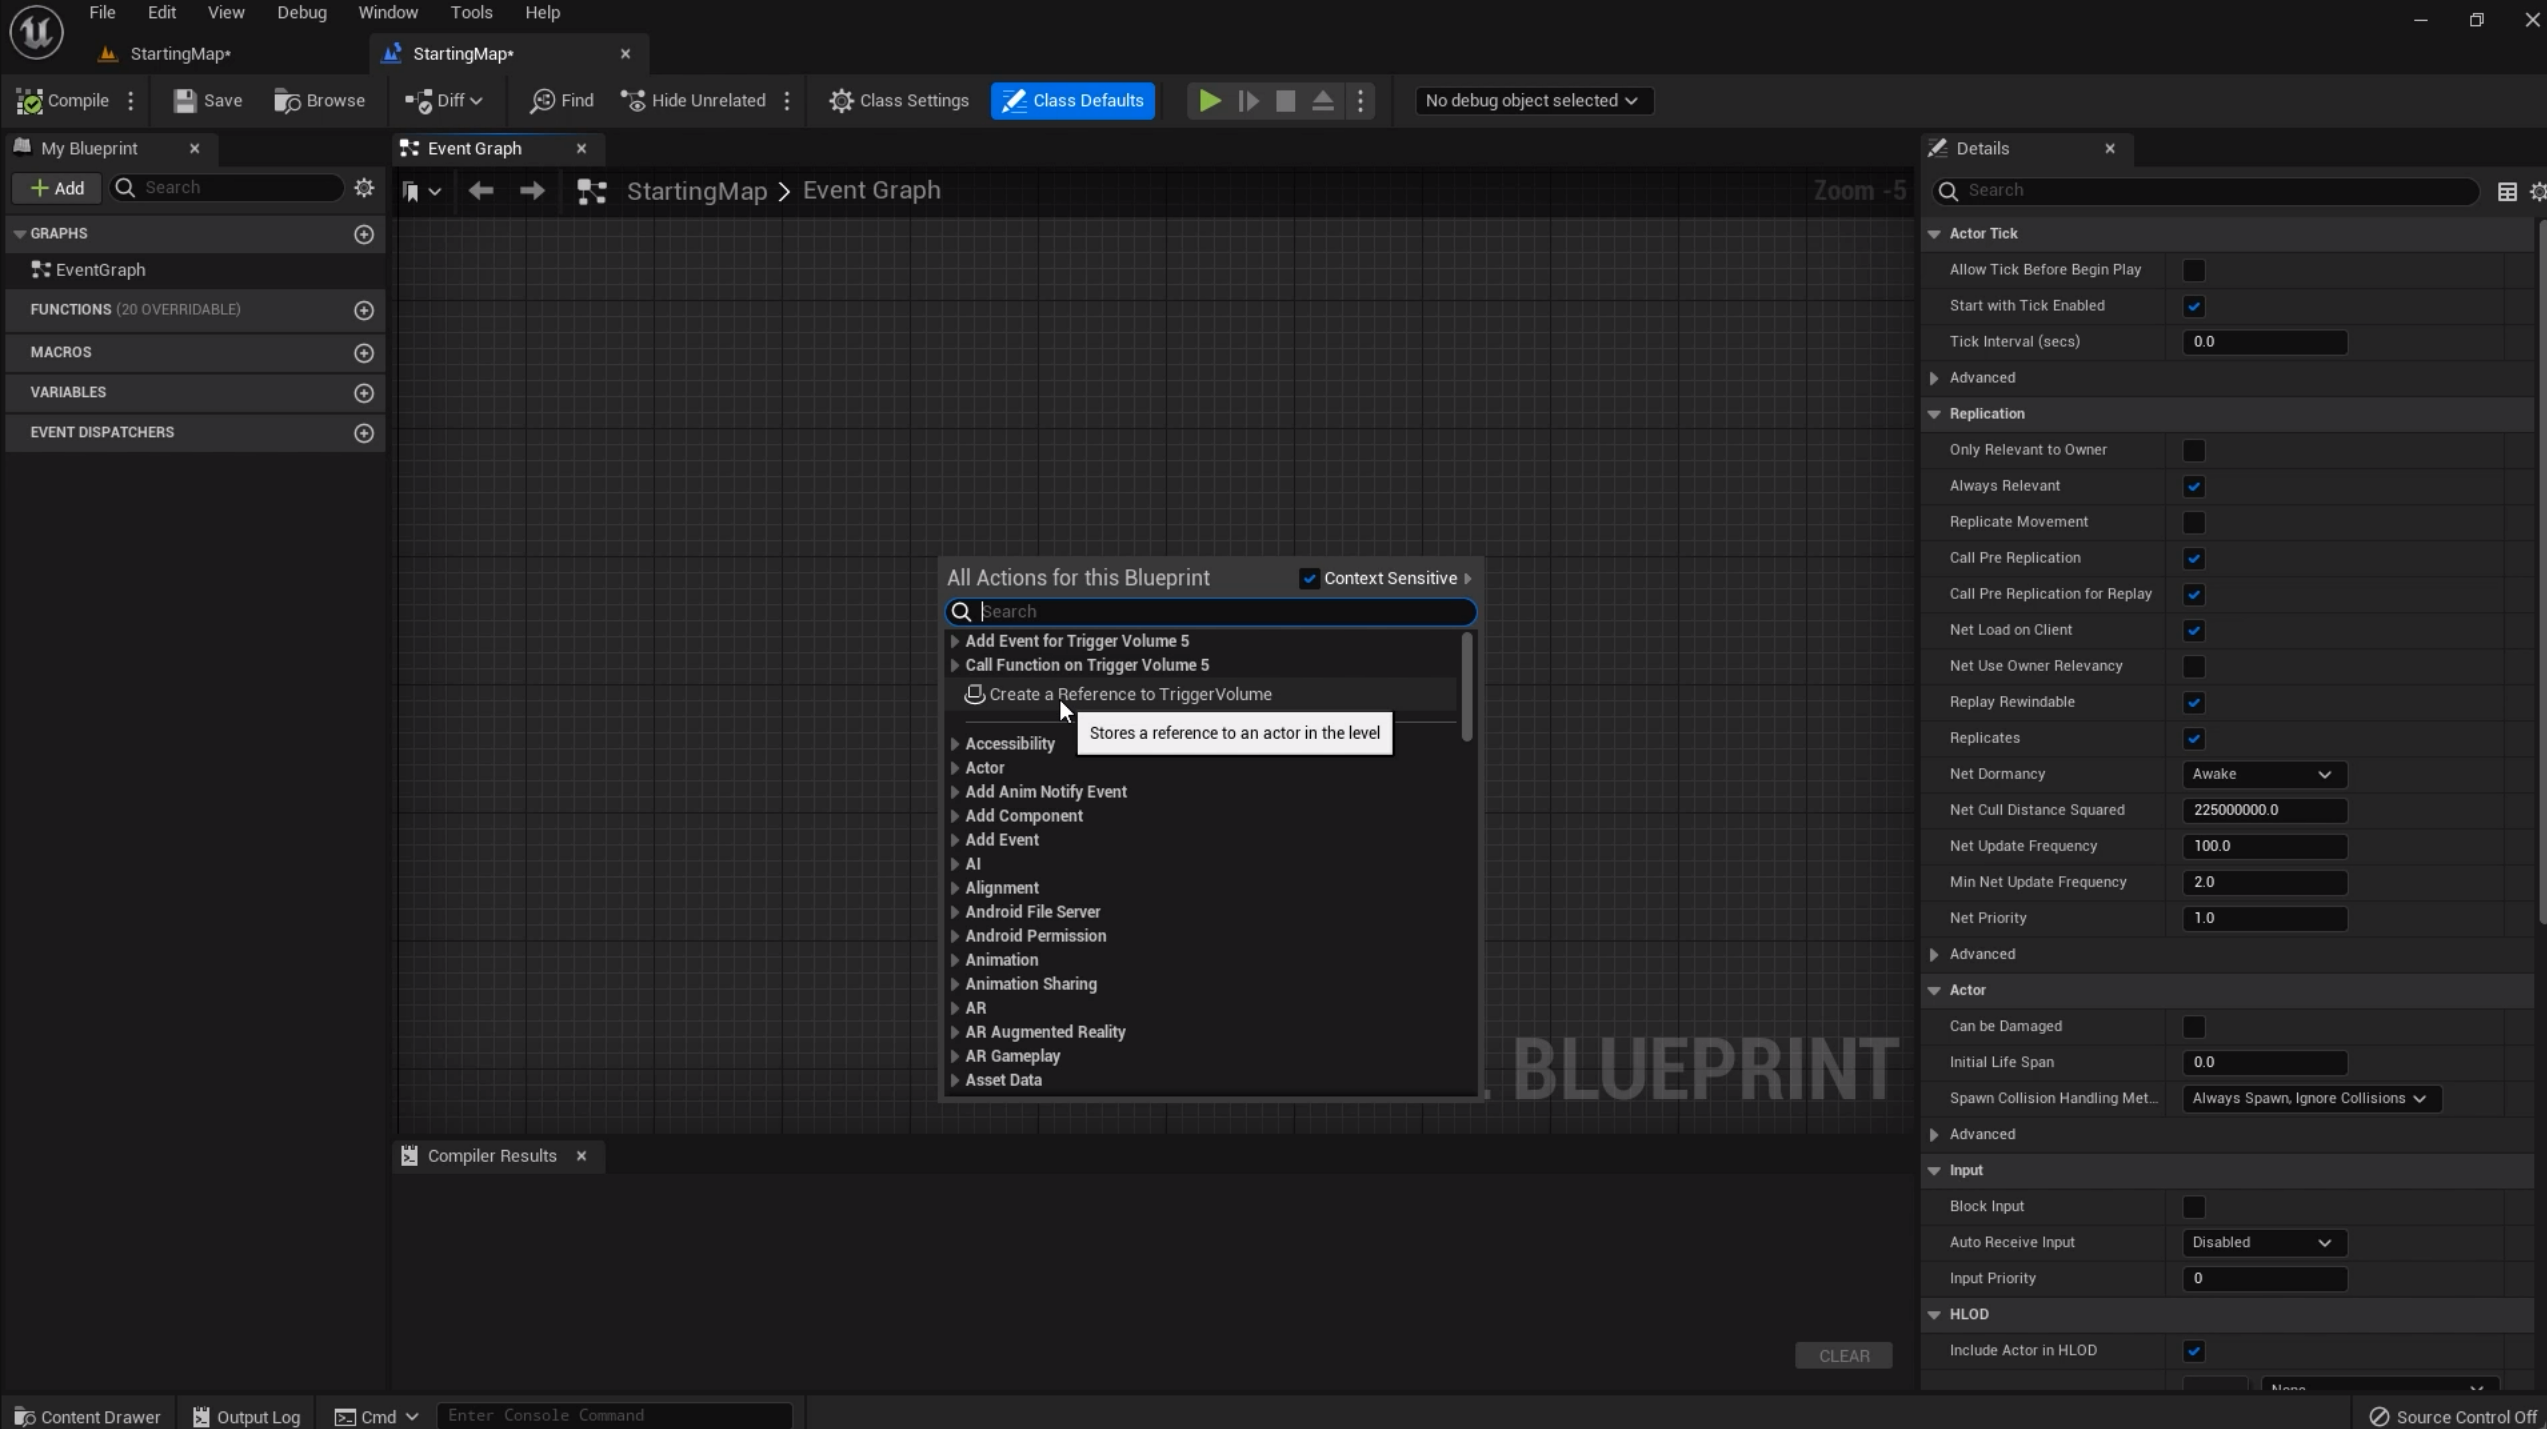 File Edit View Debug Window Tools Help
StartingMap* StartingMap*
Compile Save Browse Diff Find Hide Unrelated Class Settings Class Defaults No debug object selected
My Blueprint
Add Search
GRAPHS
EventGraph
FUNCTIONS (20 OVERRIDABLE)
MACROS
VARIABLES
EVENT DISPATCHERS
Event Graph
StartingMap > Event Graph Zoom -5
All Actions for this Blueprint Context Sensitive
Search
Add Event for Trigger Volume 5
Call Function on Trigger Volume 5
Create a Reference to TriggerVolume
Stores a reference to an actor in the level
Accessibility
Actor
Add Anim Notify Event
Add Component
Add Event
AI
Alignment
Android File Server
Android Permission
Animation
Animation Sharing
AR
AR Augmented Reality
AR Gameplay
Asset Data
BLUEPRINT
Compiler Results
CLEAR
Details
Search
Actor Tick
Allow Tick Before Begin Play
Start with Tick Enabled
Tick Interval (secs) 0.0
Advanced
Replication
Only Relevant to Owner
Always Relevant
Replicate Movement
Call Pre Replication
Call Pre Replication for Replay
Net Load on Client
Net Use Owner Relevancy
Replay Rewindable
Replicates
Net Dormancy Awake
Net Cull Distance Squared 225000000.0
Net Update Frequency 100.0
Min Net Update Frequency 2.0
Net Priority 1.0
Advanced
Actor
Can be Damaged
Initial Life Span 0.0
Spawn Collision Handling Met... Always Spawn, Ignore Collisions
Advanced
Input
Block Input
Auto Receive Input Disabled
Input Priority 0
HLOD
Include Actor in HLOD
Content Drawer Output Log Cmd Enter Console Command Source Control Off